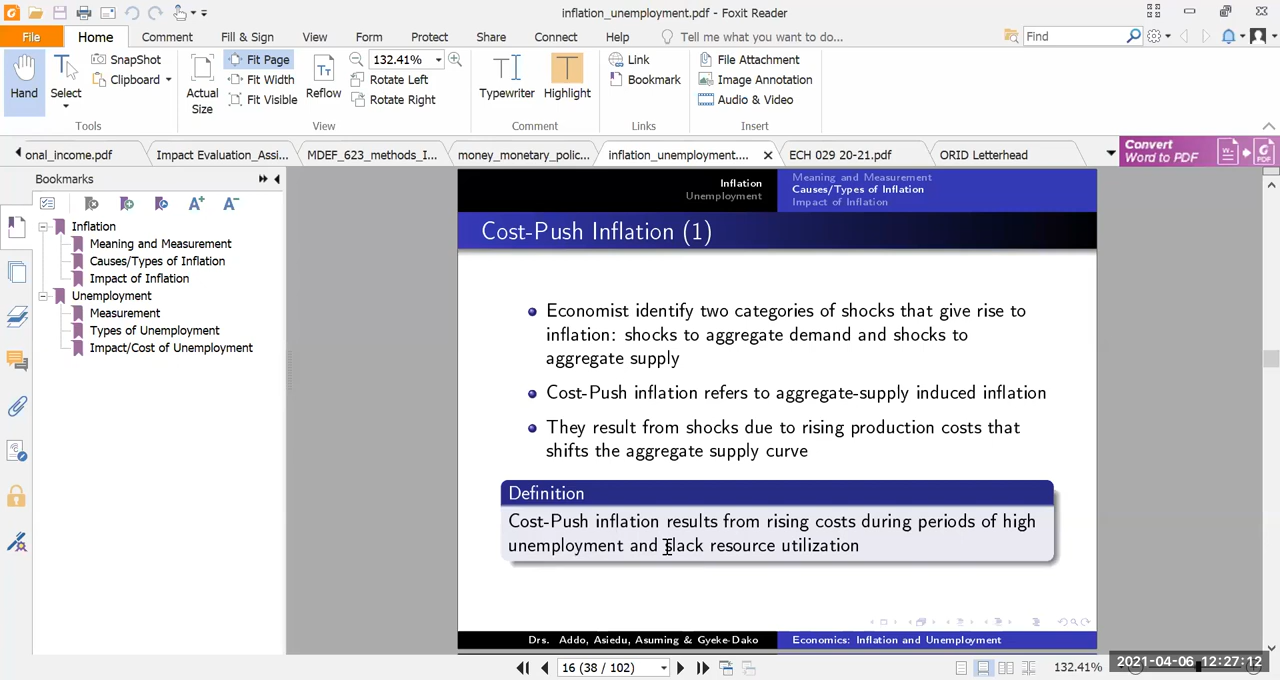 inflation_unemployment.pdf - Foxit Reader
File Home Comment Fill & Sign View Form Protect Share Connect Help Tell me what you want to do... Find
Hand
Select
SnapShot
Clipboard
Tools
Actual
Size
Fit Page
Fit Width
Fit Visible
Reflow
132.41%
Rotate Left
Rotate Right
View
Typewriter
Highlight
Comment
Link
Bookmark
Links
File Attachment
Image Annotation
Audio & Video
Insert
onal_income.pdf Impact Evaluation_Assi... MDEF_623_methods_I... money_monetary_polic... inflation_unemployment.... ECH 029 20-21.pdf ORID Letterhead
Convert
Word to PDF
Bookmarks
Inflation
Meaning and Measurement
Causes/Types of Inflation
Impact of Inflation
Unemployment
Measurement
Types of Unemployment
Impact/Cost of Unemployment
Inflation
Unemployment
Meaning and Measurement
Causes/Types of Inflation
Impact of Inflation
Cost-Push Inflation (1)
Economist identify two categories of shocks that give rise to
inflation: shocks to aggregate demand and shocks to
aggregate supply
Cost-Push inflation refers to aggregate-supply induced inflation
They result from shocks due to rising production costs that
shifts the aggregate supply curve
Definition
Cost-Push inflation results from rising costs during periods of high
unemployment and slack resource utilization
Drs. Addo, Asiedu, Asuming & Gyeke-Dako Economics: Inflation and Unemployment
16 (38 / 102)
132.41%
2021-04-06 12:27:12